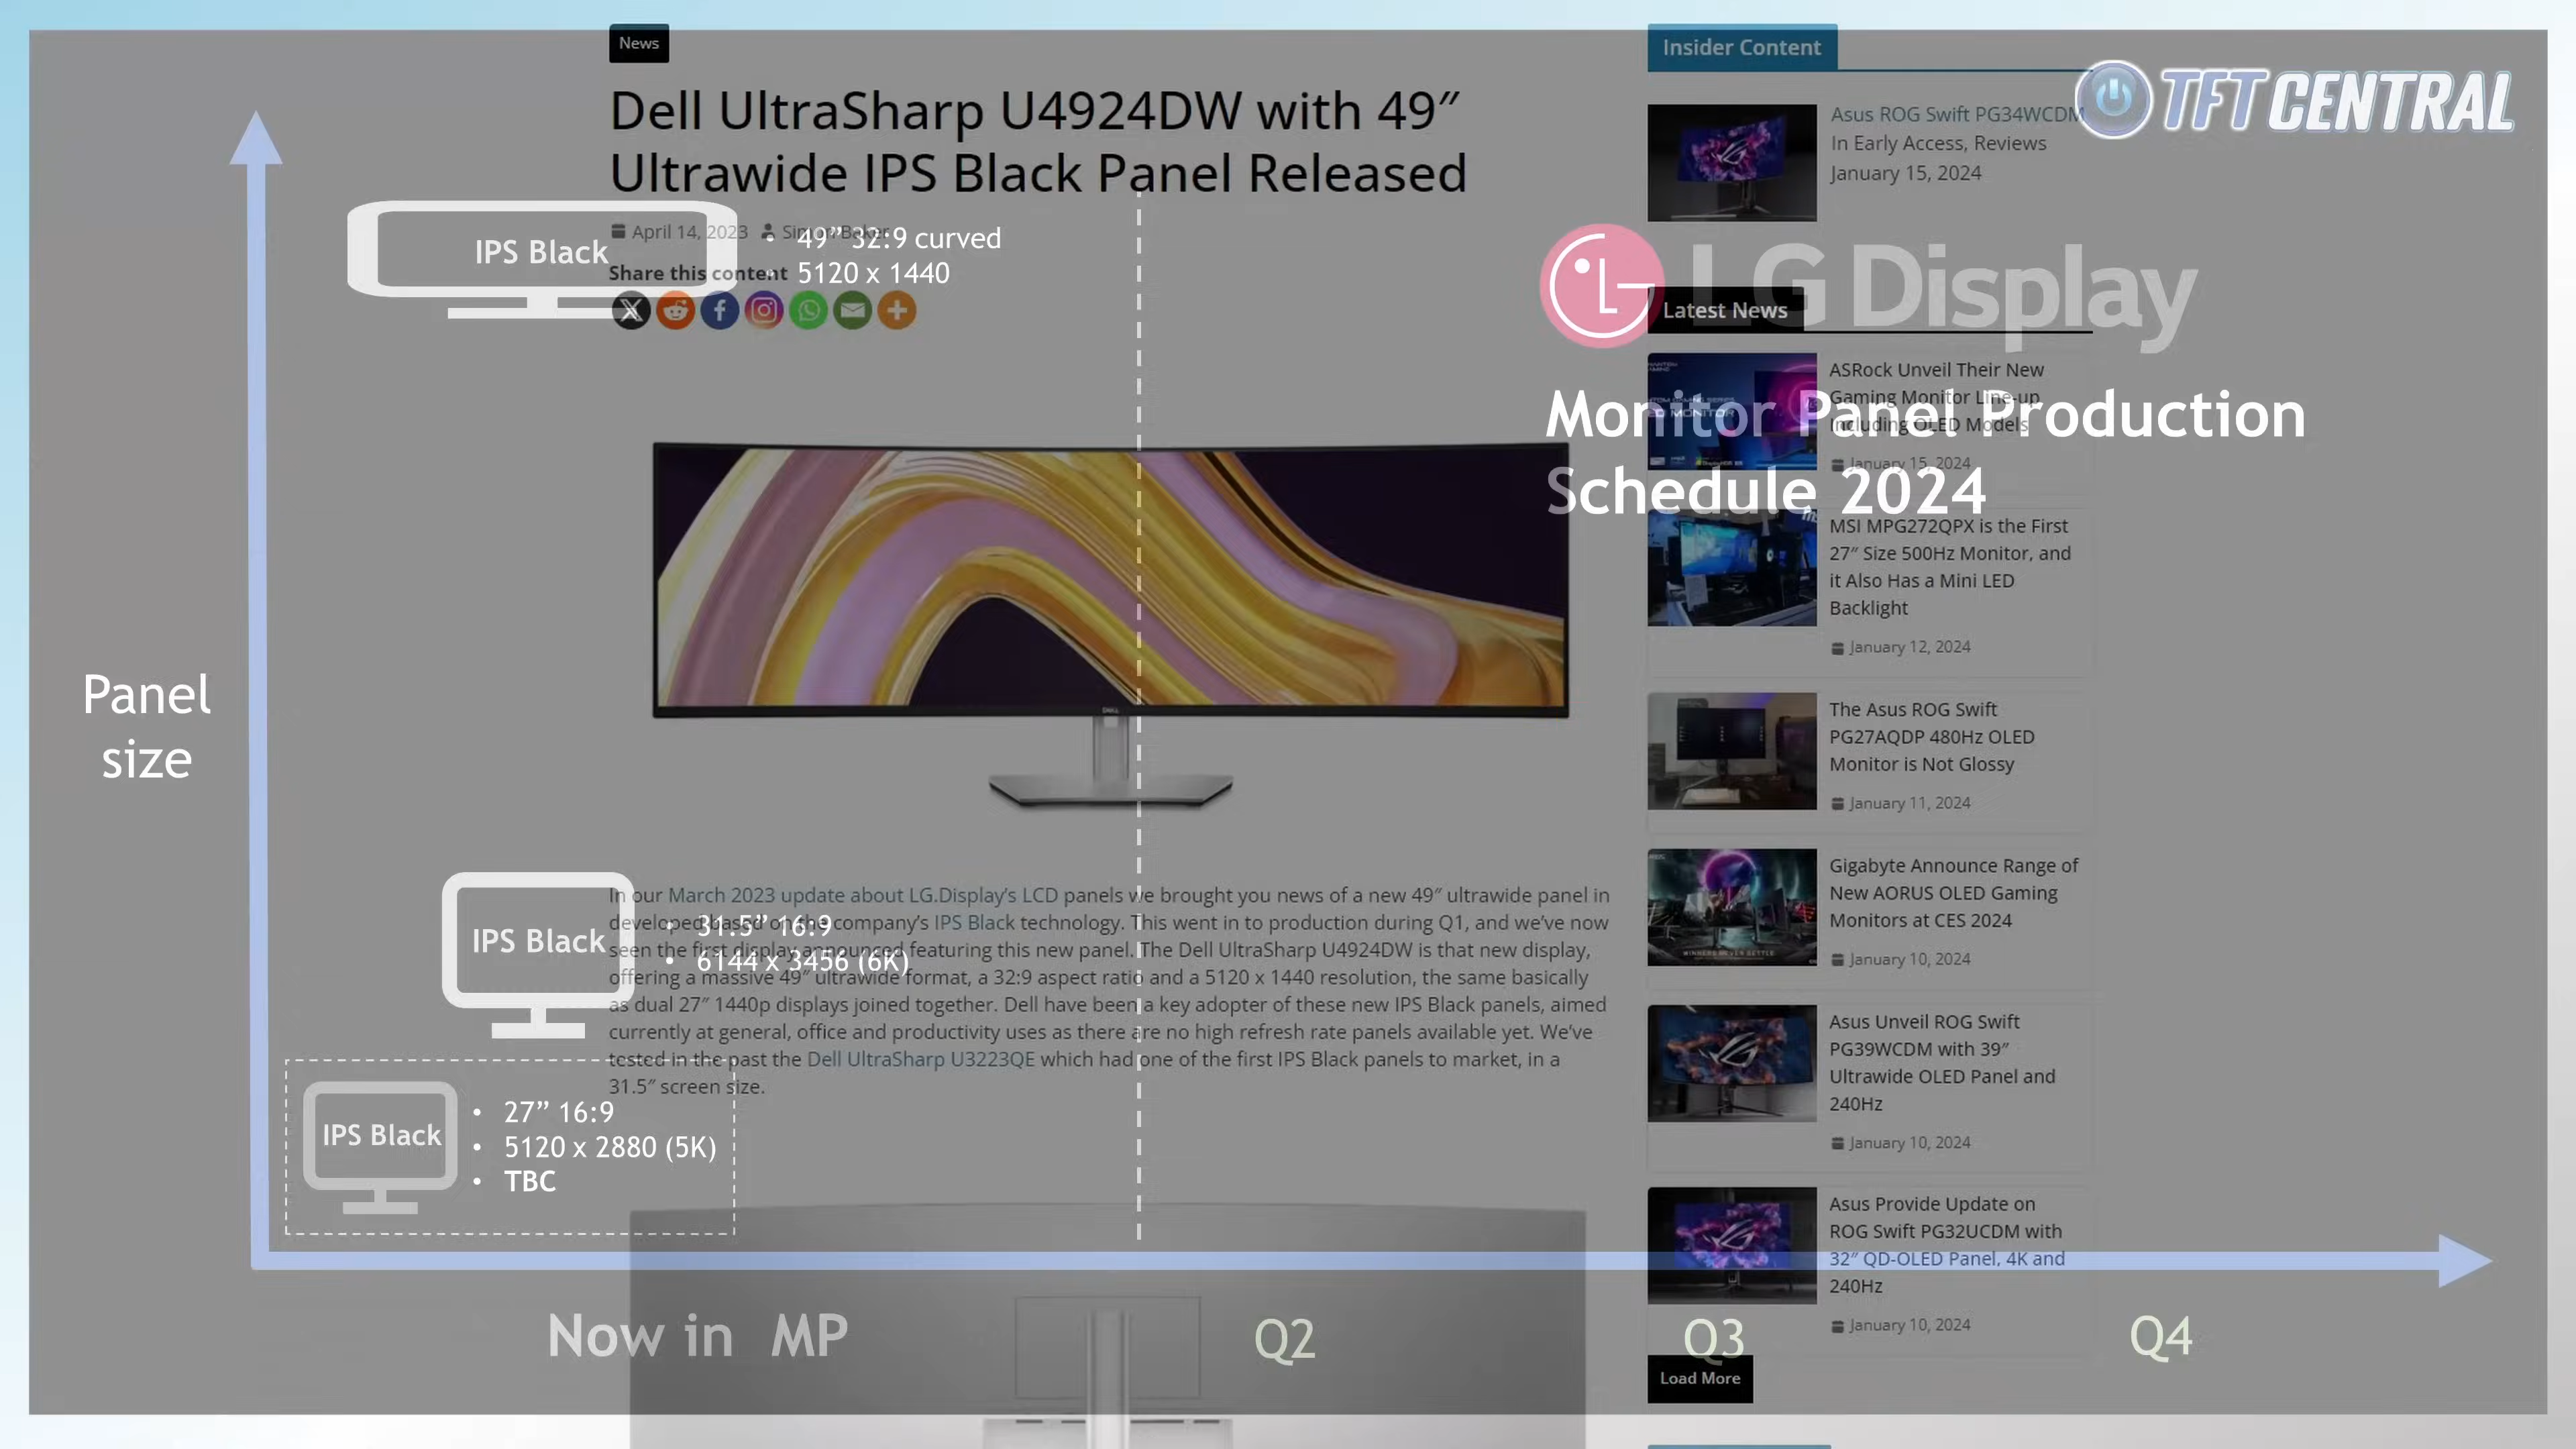 News
Dell UltraSharp U4924DW with 49″
Ultrawide IPS Black Panel Released
April 14, 2023 Simon Baker
Share this content
IPS Black
• 49” 32:9 curved
• 5120 x 1440
Panel
size
In our March 2023 update about LG.Display’s LCD panels we brought you news of a new 49″ ultrawide panel in
developed based on the company’s IPS Black technology. This went in to production during Q1, and we’ve now
seen the first display announced featuring this new panel. The Dell UltraSharp U4924DW is that new display,
offering a massive 49″ ultrawide format, a 32:9 aspect ratio and a 5120 x 1440 resolution, the same basically
as dual 27″ 1440p displays joined together. Dell have been a key adopter of these new IPS Black panels, aimed
currently at general, office and productivity uses as there are no high refresh rate panels available yet. We’ve
tested in the past the Dell UltraSharp U3223QE which had one of the first IPS Black panels to market, in a
31.5″ screen size.
IPS Black
• 31.5” 16:9
• 6144 x 3456 (6K)
IPS Black
• 27” 16:9
• 5120 x 2880 (5K)
• TBC
Now in MP
Q2
Q3
Q4
TFTCENTRAL
LG Display
Monitor Panel Production
Schedule 2024
Insider Content
Asus ROG Swift PG34WCDM
In Early Access, Reviews
January 15, 2024
Latest News
ASRock Unveil Their New
Gaming Monitor Line-up
Including OLED Models
January 15, 2024
MSI MPG272QPX is the First
27″ Size 500Hz Monitor, and
it Also Has a Mini LED
Backlight
January 12, 2024
The Asus ROG Swift
PG27AQDP 480Hz OLED
Monitor is Not Glossy
January 11, 2024
Gigabyte Announce Range of
New AORUS OLED Gaming
Monitors at CES 2024
January 10, 2024
Asus Unveil ROG Swift
PG39WCDM with 39″
Ultrawide OLED Panel and
240Hz
January 10, 2024
Asus Provide Update on
ROG Swift PG32UCDM with
32″ QD-OLED Panel, 4K and
240Hz
January 10, 2024
Load More